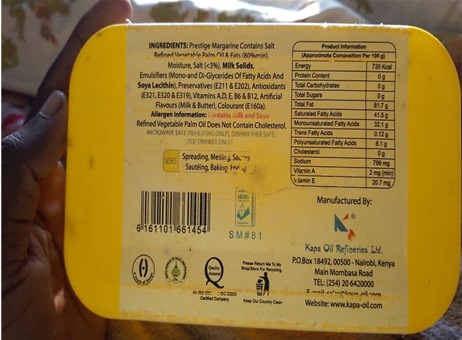 INGREDIENTS: Prestige Margarine Contains Salt
Refined Vegetable Palm Oil & Fats (80%min),
Moisture, Salt (<3%), Milk Solids,
Emulsifiers (Mono-and Di-Glycerides Of Fatty Acids And
Soya Lecithin), Preservatives (E211 & E202), Antioxidants
(E321, E320 & E319), Vitamins A,D, E, B6 & B12, Artificial
Flavours (Milk & Butter), Colourant (E160a).
Allergen Information: Contains Milk and Soya
Refined Vegetable Palm Oil Does Not Contain Cholesterol.
MICROWAVE SAFE (REHEATING ONLY), DISHWASHER SAFE
(TOP DRAWER ONLY)
USES: Spreading, Melting,
Sautéing, Baking
6 161101 661454
SM#81
Quality
Certified Company
Please Return Me To My
Shop/Store For Recycling.
Keep Our Country Clean
Product Information
(Approximate Composition Per 100 g)
Energy 735 Kcal
Protein Content 0 g
Total Carbohydrates 0 g
Total Sugars 0 g
Total Fat 81.7 g
Saturated Fatty Acids 41.5 g
Monounsaturated Fatty Acids 32.1 g
Trans Fatty Acids 0.12 g
Polyunsaturated Fatty Acids 8.1 g
Cholesterol 0 g
Sodium 790 mg
Vitamin A 2 mg (min)
Vitamin E 20.7 mg
Manufactured By:
Kapa Oil Refineries Ltd.
P.O.Box 18492, 00500 - Nairobi, Kenya
Main Mombasa Road
TEL: (254) 20 6420000
Website: www.kapa-oil.com